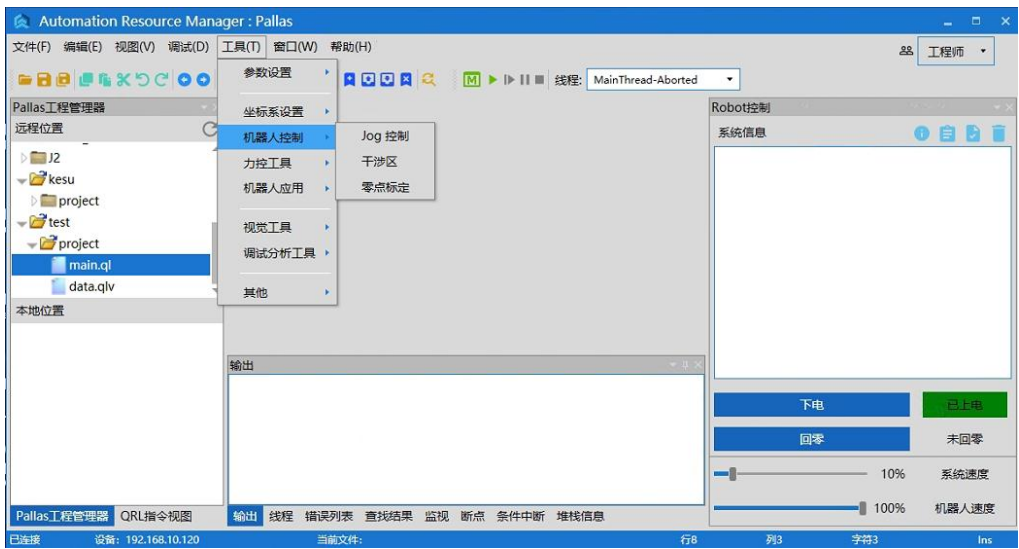 Automation Resource Manager : Pallas
文件(F) 编辑(E) 视图(V) 调试(D) 工具(T) 窗口(W) 帮助(H)
工程师
M 线程: MainThread-Aborted
参数设置
坐标系设置
机器人控制
力控工具
机器人应用
视觉工具
调试分析工具
其他
Jog 控制
干涉区
零点标定
Pallas工程管理器
远程位置
J2
kesu
project
test
project
main.ql
data.qlv
本地位置
Pallas工程管理器 QRL指令视图
输出
输出 线程 错误列表 查找结果 监视 断点 条件中断 堆栈信息
Robot控制
系统信息
下电 已上电
回零 未回零
10% 系统速度
100% 机器人速度
已连接 设备: 192.168.10.120 当前文件: 行8 列3 字符3 Ins